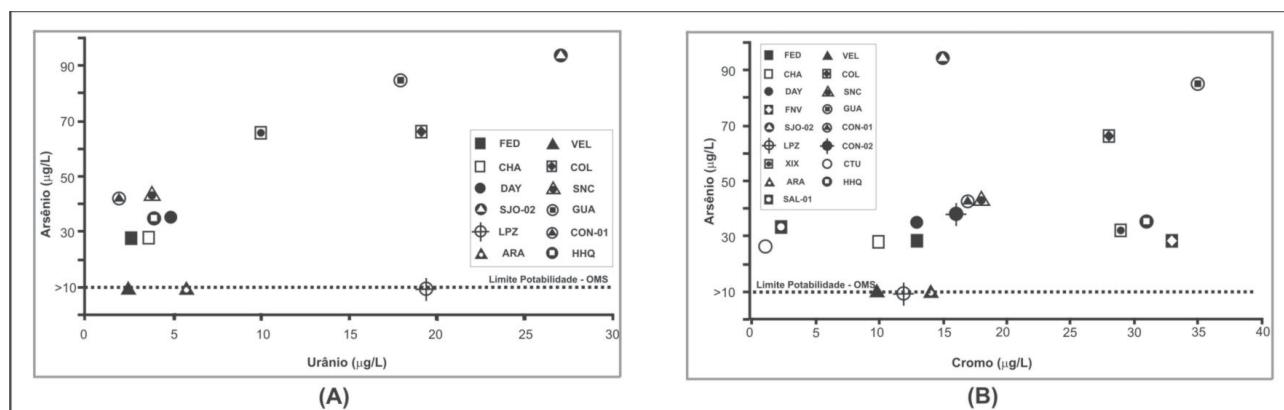 90
70
50
30
>10
0
5
10
15
20
25
30
Arsênio (µg/L)
Urânio (µg/L)
Limite Potabilidade - OMS
FED
VEL
CHA
COL
DAY
SNC
SJO-02
GUA
LPZ
CON-01
ARA
HHQ
(A)
90
70
50
30
>10
0
5
10
15
20
25
30
35
40
Arsênio (µg/L)
Cromo (µg/L)
Limite Potabilidade - OMS
FED
VEL
CHA
COL
DAY
SNC
FNV
GUA
SJO-02
CON-01
LPZ
CON-02
XIX
CTU
ARA
HHQ
SAL-01
(B)